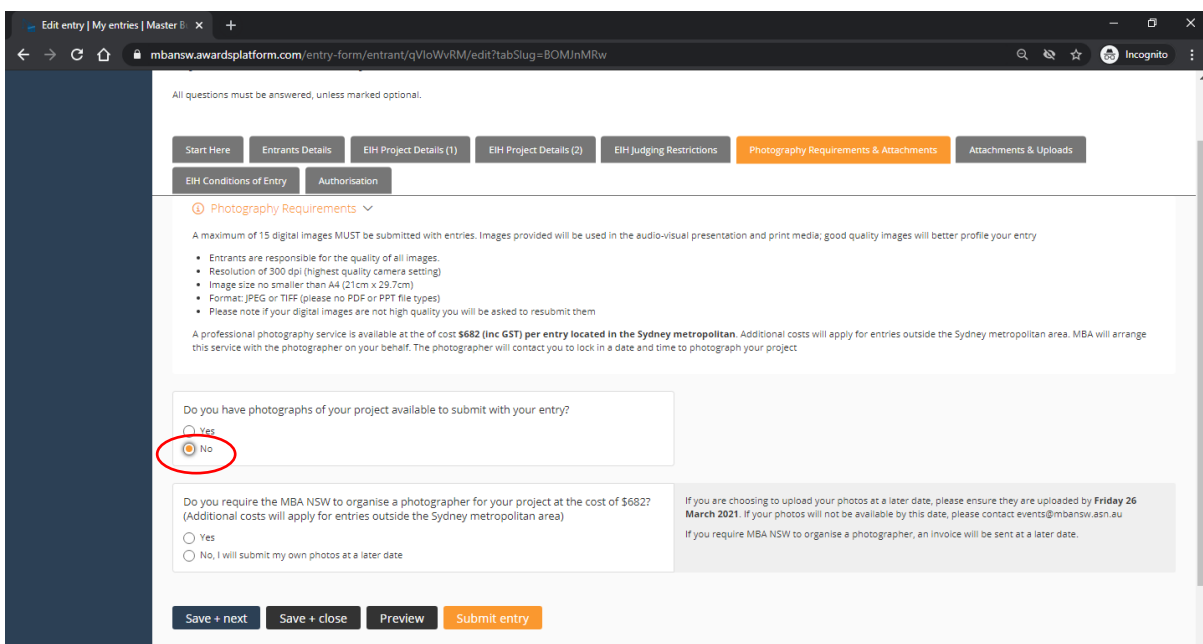 Edit entry | My entries | Master B
mbansw.awardsplatform.com/entry-form/entrant/qVIoWvRM/edit?tabSlug=BOMJnMRw
Incognito
All questions must be answered, unless marked optional.
Start Here
Entrants Details
EIH Project Details (1)
EIH Project Details (2)
EIH Judging Restrictions
Photography Requirements & Attachments
Attachments & Uploads
EIH Conditions of Entry
Authorisation
Photography Requirements
A maximum of 15 digital images MUST be submitted with entries. Images provided will be used in the audio-visual presentation and print media; good quality images will better profile your entry
• Entrants are responsible for the quality of all images.
• Resolution of 300 dpi (highest quality camera setting)
• Image size no smaller than A4 (21cm x 29.7cm)
• Format: JPEG or TIFF (please no PDF or PPT file types)
• Please note if your digital images are not high quality you will be asked to resubmit them
A professional photography service is available at the of cost $682 (inc GST) per entry located in the Sydney metropolitan. Additional costs will apply for entries outside the Sydney metropolitan area. MBA will arrange
this service with the photographer on your behalf. The photographer will contact you to lock in a date and time to photograph your project
Do you have photographs of your project available to submit with your entry?
Yes
No
Do you require the MBA NSW to organise a photographer for your project at the cost of $682?
(Additional costs will apply for entries outside the Sydney metropolitan area)
Yes
No, I will submit my own photos at a later date
If you are choosing to upload your photos at a later date, please ensure they are uploaded by Friday 26
March 2021. If your photos will not be available by this date, please contact events@mbansw.asn.au
If you require MBA NSW to organise a photographer, an invoice will be sent at a later date.
Save + next
Save + close
Preview
Submit entry